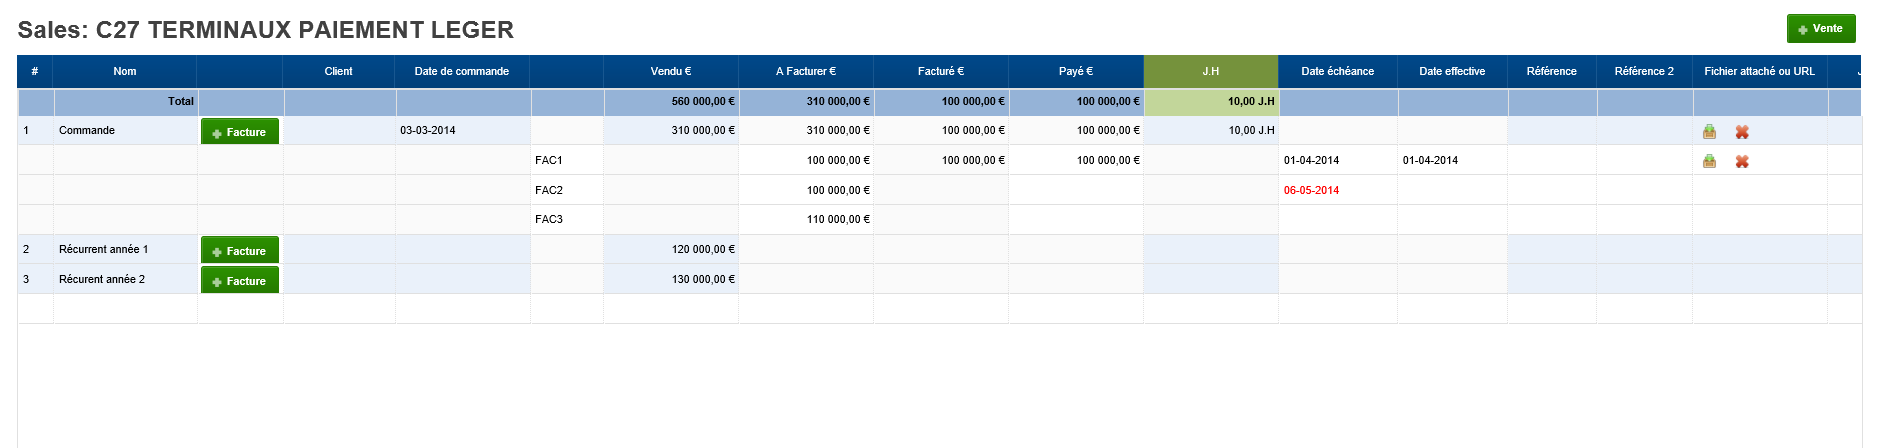 Sales: C27 TERMINAUX PAIEMENT LEGER
Vente
# Nom Client Date de commande Vendu € A Facturer € Facturé € Payé € J.H Date échéance Date effective Référence Référence 2 Fichier attaché ou URL J
Total 560 000,00 € 310 000,00 € 100 000,00 € 100 000,00 € 10,00 J.H
1 Commande Facture 03-03-2014 310 000,00 € 310 000,00 € 100 000,00 € 100 000,00 € 10,00 J.H
FAC1 100 000,00 € 100 000,00 € 100 000,00 € 01-04-2014 01-04-2014
FAC2 100 000,00 € 06-05-2014
FAC3 110 000,00 €
2 Récurrent année 1 Facture 120 000,00 €
3 Récurent année 2 Facture 130 000,00 €